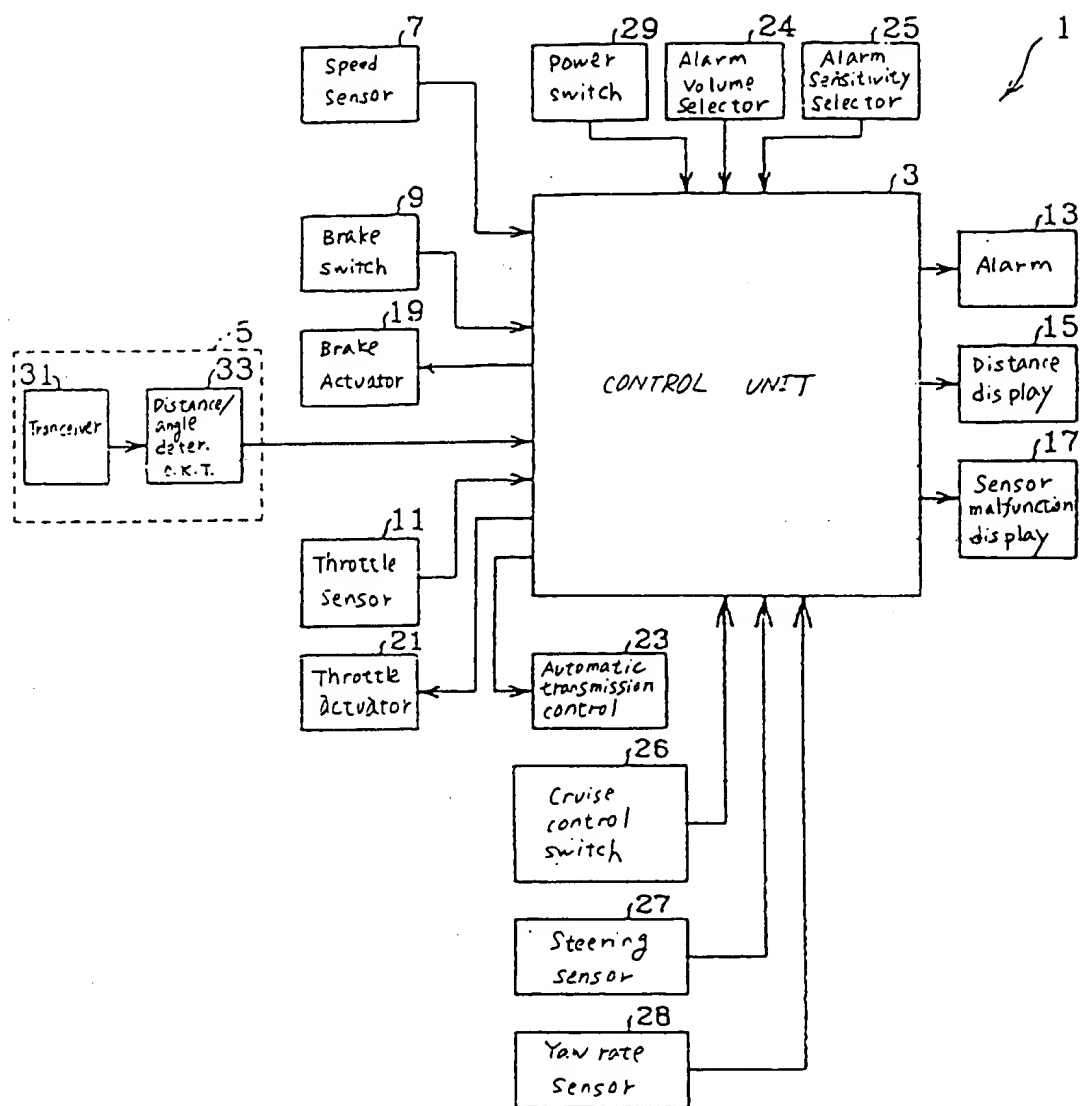 7
Speed
Sensor
29
Power
switch
24
Alarm
Volume
Selector
25
Alarm
Sensitivity
Selector
1
3
CONTROL UNIT
9
Brake
switch
19
Brake
Actuator
5
31
Tranceiver
33
Distance/
angle
deter.
C.K.T.
11
Throttle
Sensor
21
Throttle
actuator
23
Automatic
transmission
control
13
Alarm
15
Distance
display
17
Sensor
malfunction
display
26
Cruise
control
switch
27
Steering
sensor
28
Yaw rate
sensor